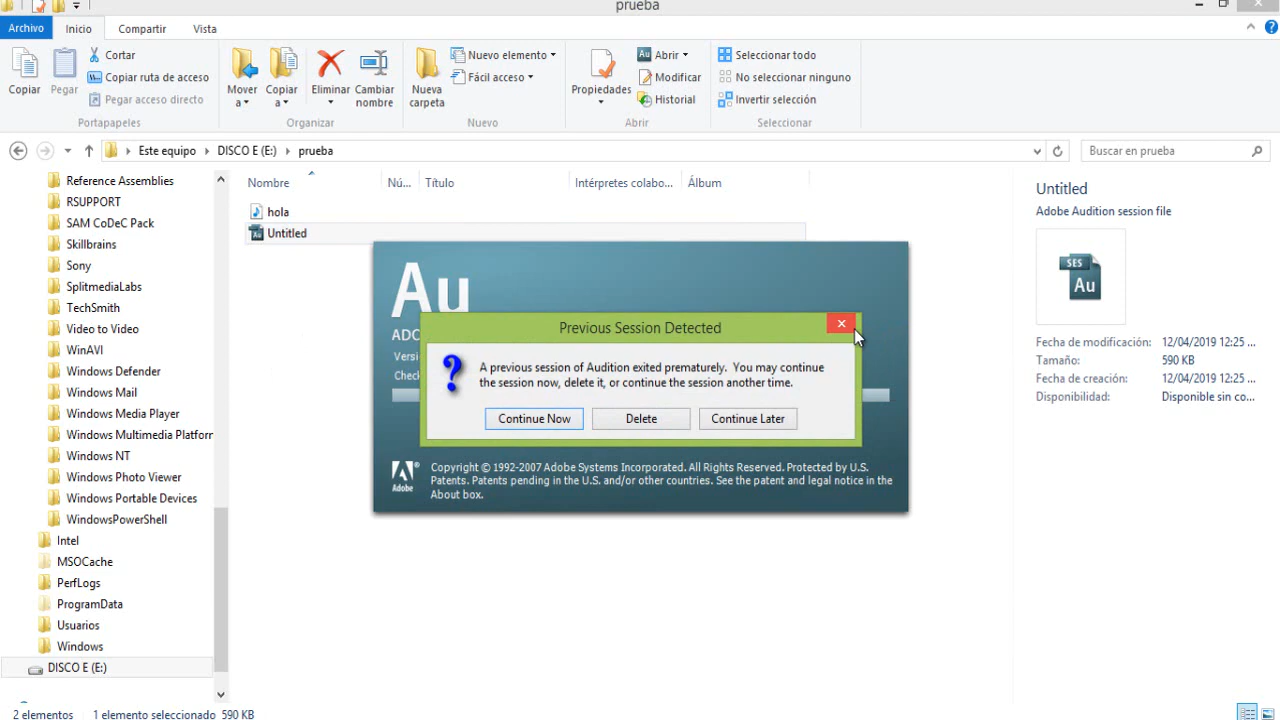 prueba
Archivo Inicio Compartir Vista
Copiar
Pegar
Cortar
Copiar ruta de acceso
Pegar acceso directo
Portapapeles
Mover a
Copiar a
Eliminar
Cambiar nombre
Organizar
Nueva carpeta
Nuevo elemento
Fácil acceso
Nuevo
Propiedades
Abrir
Modificar
Historial
Abrir
Seleccionar todo
No seleccionar ninguno
Invertir selección
Seleccionar
Este equipo DISCO E (E:) prueba
Buscar en prueba
Reference Assemblies
RSUPPORT
SAM CoDeC Pack
Skillbrains
Sony
SplitmediaLabs
TechSmith
Video to Video
WinAVI
Windows Defender
Windows Mail
Windows Media Player
Windows Multimedia Platforr
Windows NT
Windows Photo Viewer
Windows Portable Devices
WindowsPowerShell
Intel
MSOCache
PerfLogs
ProgramData
Usuarios
Windows
DISCO E (E:)
Nombre Nú... Título Intérpretes colabo... Álbum
hola
Untitled
Au
ADO
Versi
Check
Previous Session Detected
A previous session of Audition exited prematurely. You may continue
the session now, delete it, or continue the session another time.
Continue Now Delete Continue Later
Adobe
Copyright © 1992-2007 Adobe Systems Incorporated. All Rights Reserved. Protected by U.S.
Patents. Patents pending in the U.S. and/or other countries. See the patent and legal notice in the
About box.
Untitled
Adobe Audition session file
SES
Au
Fecha de modificación: 12/04/2019 12:25 ...
Tamaño: 590 KB
Fecha de creación: 12/04/2019 12:25 ...
Disponibilidad: Disponible sin co...
2 elementos 1 elemento seleccionado 590 KB